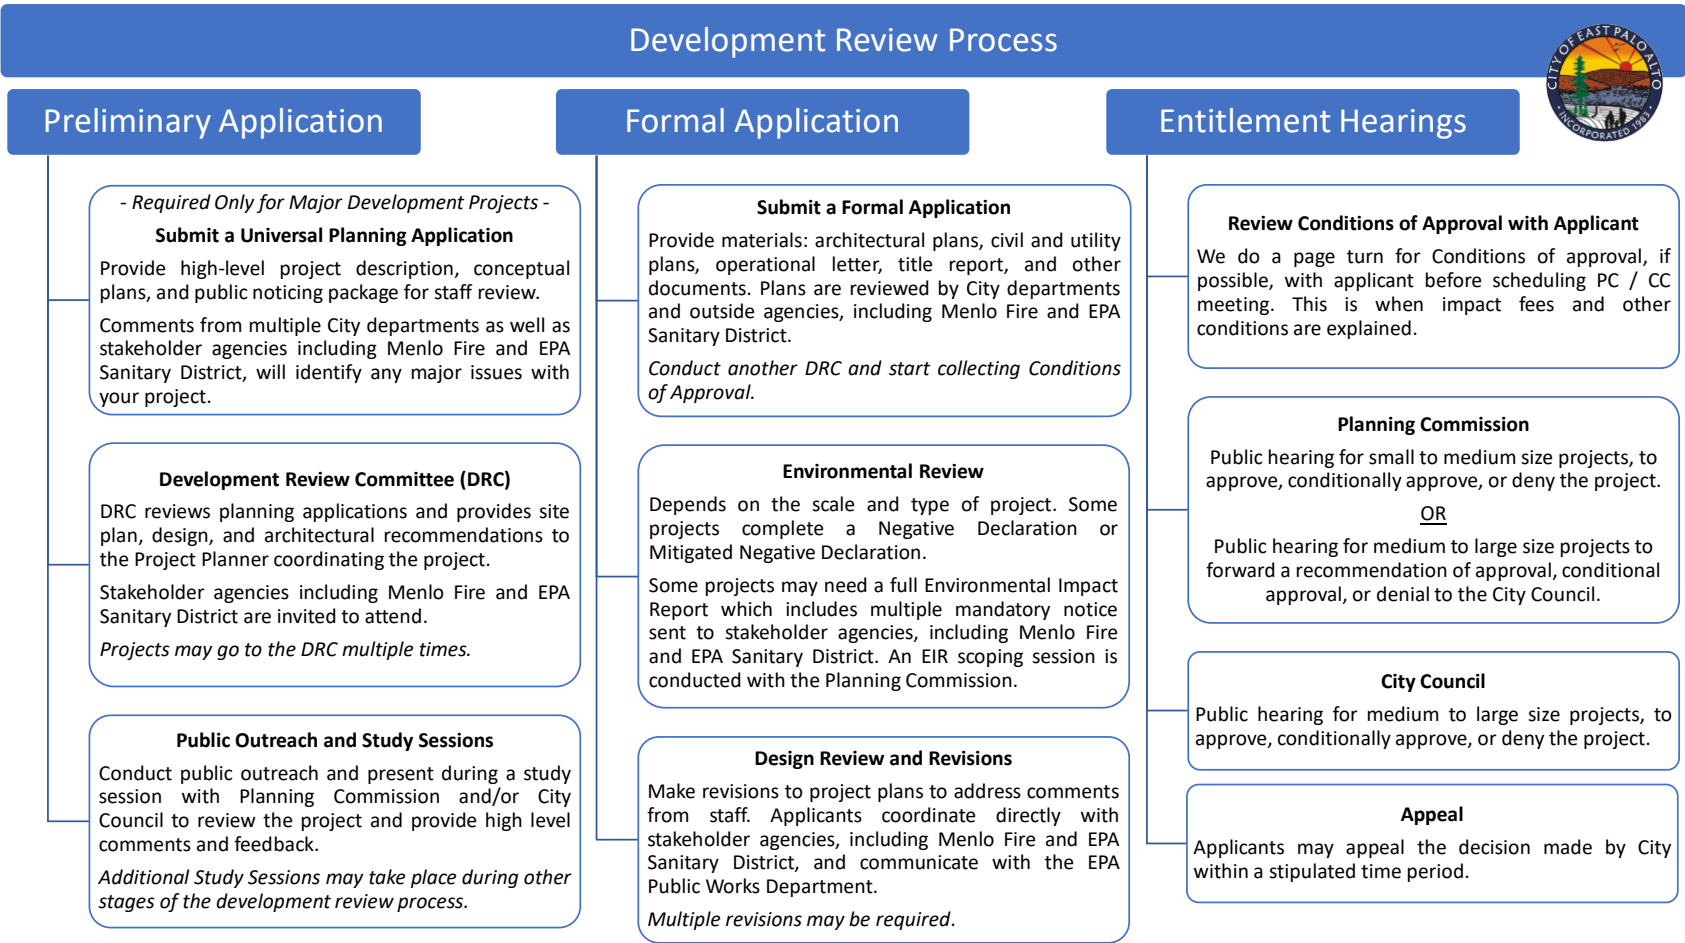 Development Review Process
CITY OF EAST PALO ALTO
INCORPORATED 1983
Preliminary Application
- Required Only for Major Development Projects -
Submit a Universal Planning Application
Provide high-level project description, conceptual
plans, and public noticing package for staff review.
Comments from multiple City departments as well as
stakeholder agencies including Menlo Fire and EPA
Sanitary District, will identify any major issues with
your project.
Development Review Committee (DRC)
DRC reviews planning applications and provides site
plan, design, and architectural recommendations to
the Project Planner coordinating the project.
Stakeholder agencies including Menlo Fire and EPA
Sanitary District are invited to attend.
Projects may go to the DRC multiple times.
Public Outreach and Study Sessions
Conduct public outreach and present during a study
session with Planning Commission and/or City
Council to review the project and provide high level
comments and feedback.
Additional Study Sessions may take place during other
stages of the development review process.
Formal Application
Submit a Formal Application
Provide materials: architectural plans, civil and utility
plans, operational letter, title report, and other
documents. Plans are reviewed by City departments
and outside agencies, including Menlo Fire and EPA
Sanitary District.
Conduct another DRC and start collecting Conditions
of Approval.
Environmental Review
Depends on the scale and type of project. Some
projects complete a Negative Declaration or
Mitigated Negative Declaration.
Some projects may need a full Environmental Impact
Report which includes multiple mandatory notice
sent to stakeholder agencies, including Menlo Fire
and EPA Sanitary District. An EIR scoping session is
conducted with the Planning Commission.
Design Review and Revisions
Make revisions to project plans to address comments
from staff. Applicants coordinate directly with
stakeholder agencies, including Menlo Fire and EPA
Sanitary District, and communicate with the EPA
Public Works Department.
Multiple revisions may be required.
Entitlement Hearings
Review Conditions of Approval with Applicant
We do a page turn for Conditions of approval, if
possible, with applicant before scheduling PC / CC
meeting. This is when impact fees and other
conditions are explained.
Planning Commission
Public hearing for small to medium size projects, to
approve, conditionally approve, or deny the project.
OR
Public hearing for medium to large size projects to
forward a recommendation of approval, conditional
approval, or denial to the City Council.
City Council
Public hearing for medium to large size projects, to
approve, conditionally approve, or deny the project.
Appeal
Applicants may appeal the decision made by City
within a stipulated time period.